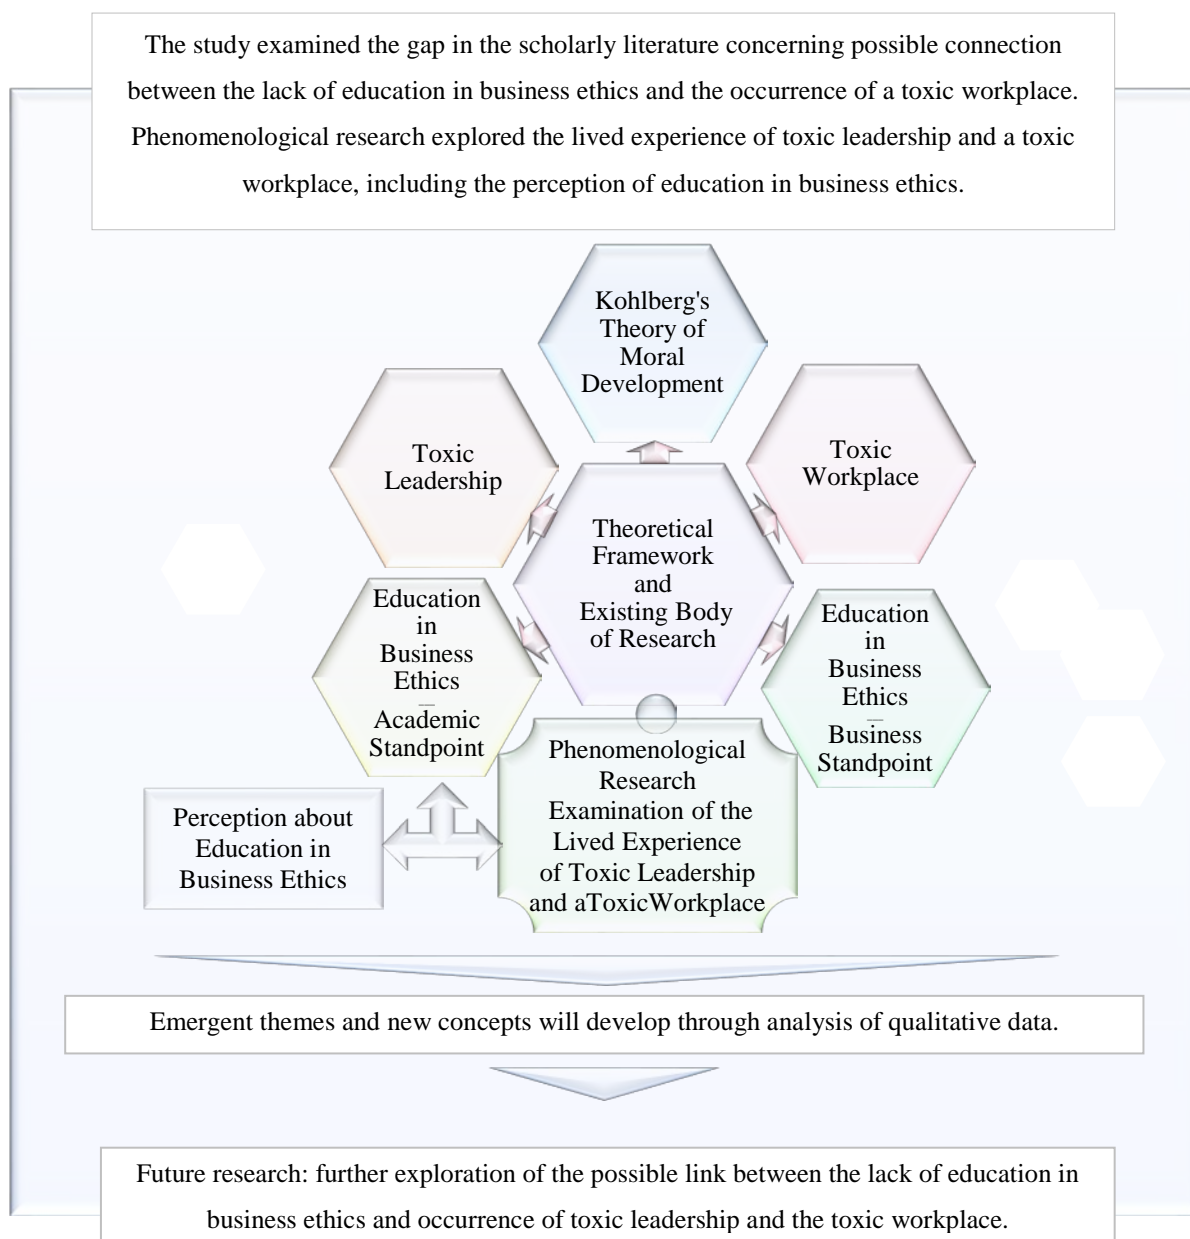 The study examined the gap in the scholarly literature concerning possible connection
between the lack of education in business ethics and the occurrence of a toxic workplace.
Phenomenological research explored the lived experience of toxic leadership and a toxic
workplace, including the perception of education in business ethics.
Kohlberg's
Theory of
Moral
Development
Toxic
Leadership
Toxic
Workplace
Theoretical
Framework
and
Existing Body
of Research
Education
in
Business
Ethics
—
Academic
Standpoint
Education
in
Business
Ethics
—
Business
Standpoint
Phenomenological
Research
Examination of the
Lived Experience
of Toxic Leadership
and aToxicWorkplace
Perception about
Education in
Business Ethics
Emergent themes and new concepts will develop through analysis of qualitative data.
Future research: further exploration of the possible link between the lack of education in
business ethics and occurrence of toxic leadership and the toxic workplace.